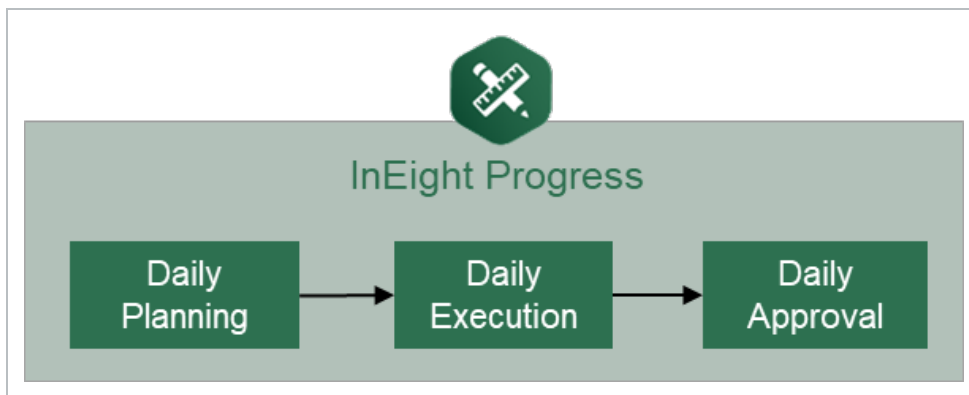 InEight Progress
Daily
Planning
Daily
Execution
Daily
Approval